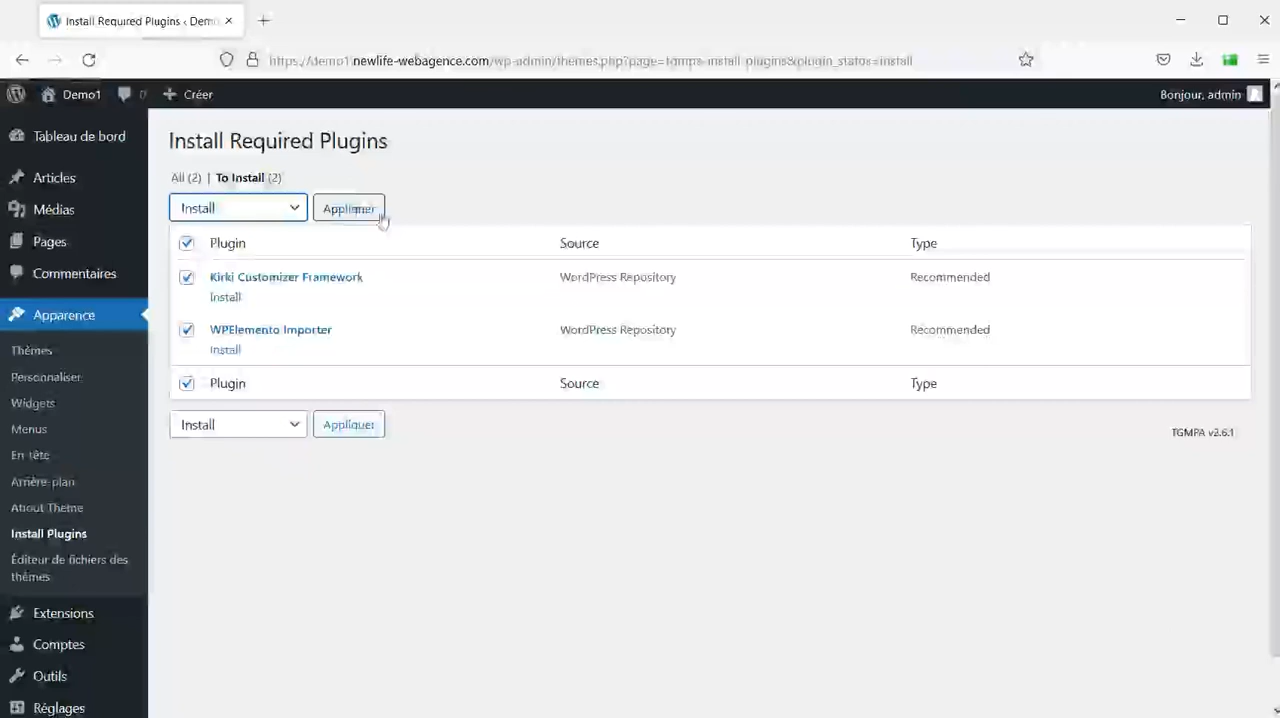 Install Required Plugins ‹ Demo
https://demo1.newlife-webagence.com/wp-admin/themes.php?page=tgmpa-install-plugins&plugin_status=install
Demo1 0 Créer Bonjour, admin
Tableau de bord
Articles
Médias
Pages
Commentaires
Apparence
Thèmes
Personnaliser
Widgets
Menus
En-tête
Arrière-plan
About Theme
Install Plugins
Éditeur de fichiers des
thèmes
Extensions
Comptes
Outils
Réglages
Install Required Plugins
All (2) | To Install (2)
Install Appliquer
Plugin Source Type
Kirki Customizer Framework WordPress Repository Recommended
Install
WPElemento Importer WordPress Repository Recommended
Install
Plugin Source Type
Install Appliquer
TGMPA v2.6.1